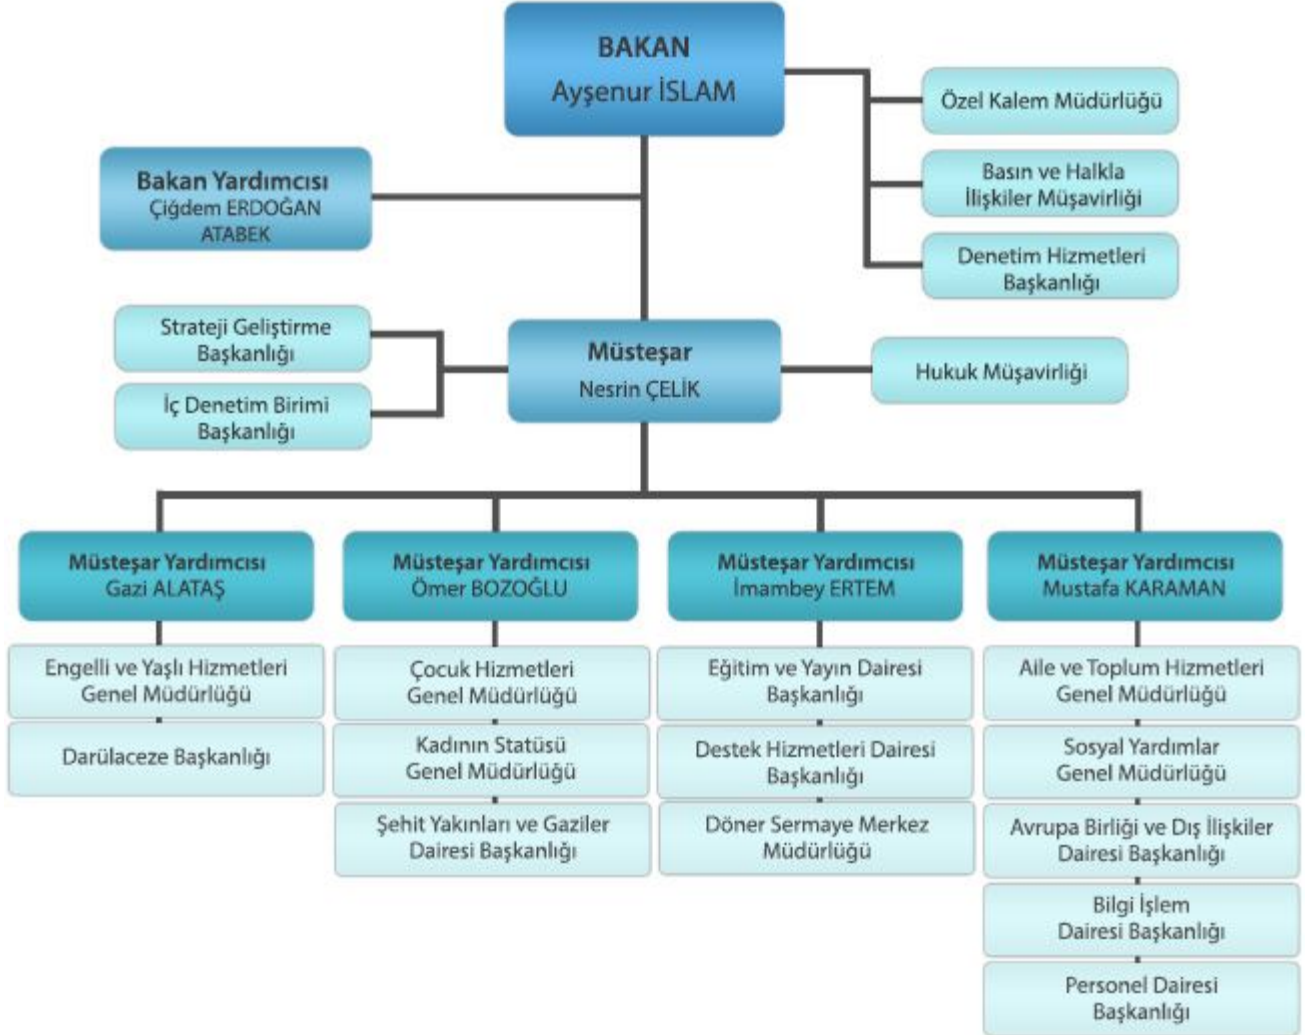 BAKAN
Ayşenur İSLAM
Özel Kalem Müdürlüğü
Bakan Yardımcısı
Çiğdem ERDOĞAN
ATABEK
Basın ve Halkla
İlişkiler Müşavirliği
Denetim Hizmetleri
Başkanlığı
Strateji Geliştirme
Başkanlığı
İç Denetim Birimi
Başkanlığı
Müsteşar
Nesrin ÇELİK
Hukuk Müşavirliği
Müsteşar Yardımcısı
Gazi ALATAŞ
Engelli ve Yaşlı Hizmetleri
Genel Müdürlüğü
Darülaceze Başkanlığı
Müsteşar Yardımcısı
Ömer BOZOĞLU
Çocuk Hizmetleri
Genel Müdürlüğü
Kadının Statüsü
Genel Müdürlüğü
Şehit Yakınları ve Gaziler
Dairesi Başkanlığı
Müsteşar Yardımcısı
İmambey ERTEM
Eğitim ve Yayın Dairesi
Başkanlığı
Destek Hizmetleri Dairesi
Başkanlığı
Döner Sermaye Merkez
Müdürlüğü
Müsteşar Yardımcısı
Mustafa KARAMAN
Aile ve Toplum Hizmetleri
Genel Müdürlüğü
Sosyal Yardımlar
Genel Müdürlüğü
Avrupa Birliği ve Dış İlişkiler
Dairesi Başkanlığı
Bilgi İşlem
Dairesi Başkanlığı
Personel Dairesi
Başkanlığı